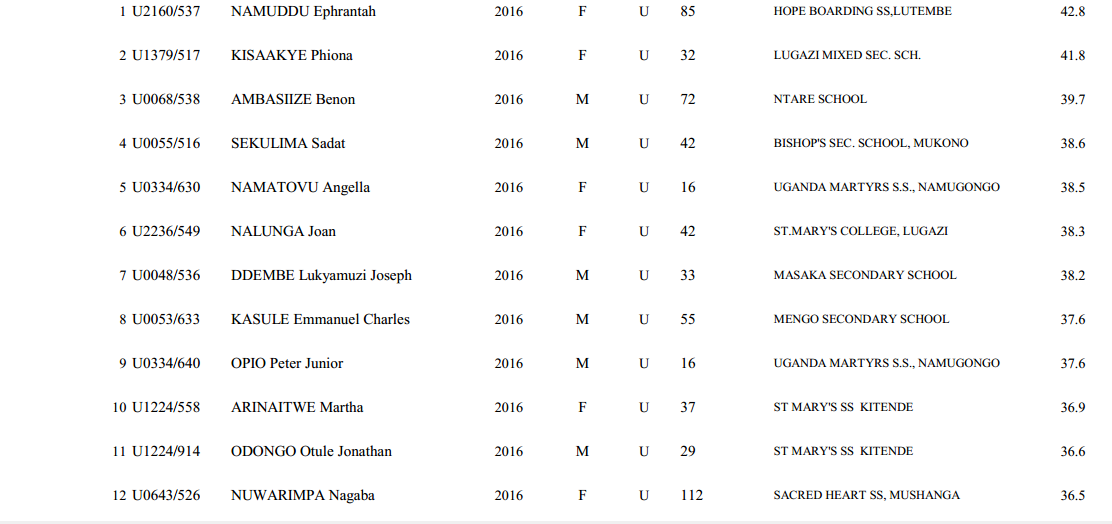 1 U2160/537 NAMUDDU Ephrantah 2016 F U 85 HOPE BOARDING SS,LUTEMBE 42.8
2 U1379/517 KISAAKYE Phiona 2016 F U 32 LUGAZI MIXED SEC. SCH. 41.8
3 U0068/538 AMBASIIZE Benon 2016 M U 72 NTARE SCHOOL 39.7
4 U0055/516 SEKULIMA Sadat 2016 M U 42 BISHOP'S SEC. SCHOOL, MUKONO 38.6
5 U0334/630 NAMATOVU Angella 2016 F U 16 UGANDA MARTYRS S.S., NAMUGONGO 38.5
6 U2236/549 NALUNGA Joan 2016 F U 42 ST.MARY'S COLLEGE, LUGAZI 38.3
7 U0048/536 DDEMBE Lukyamuzi Joseph 2016 M U 33 MASAKA SECONDARY SCHOOL 38.2
8 U0053/633 KASULE Emmanuel Charles 2016 M U 55 MENGO SECONDARY SCHOOL 37.6
9 U0334/640 OPIO Peter Junior 2016 M U 16 UGANDA MARTYRS S.S., NAMUGONGO 37.6
10 U1224/558 ARINAITWE Martha 2016 F U 37 ST MARY'S SS KITENDE 36.9
11 U1224/914 ODONGO Otule Jonathan 2016 M U 29 ST MARY'S SS KITENDE 36.6
12 U0643/526 NUWARIMPA Nagaba 2016 F U 112 SACRED HEART SS, MUSHANGA 36.5